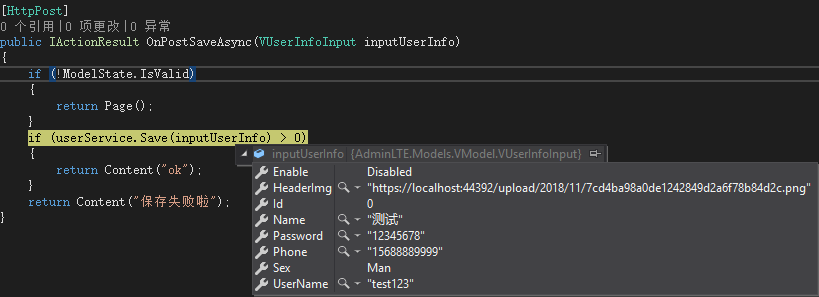 [HttpPost]
0 个引用|0 项更改|0 异常
public IActionResult OnPostSaveAsync(VUserInfoInput inputUserInfo)
{
if (!ModelState.IsValid)
{
return Page();
}
if (userService.Save(inputUserInfo) > 0)
inputUserInfo {AdminLTE.Models.VModel.VUserInfoInput}
{
Enable Disabled
return Content("ok");
HeaderImg "https://localhost:44392/upload/2018/11/7cd4ba98a0de1242849d2a6f78b84d2c.png"
}
Id 0
return Content("保存失败啦");
Name "测试"
}
Password "12345678"
Phone "15688889999"
Sex Man
UserName "test123"